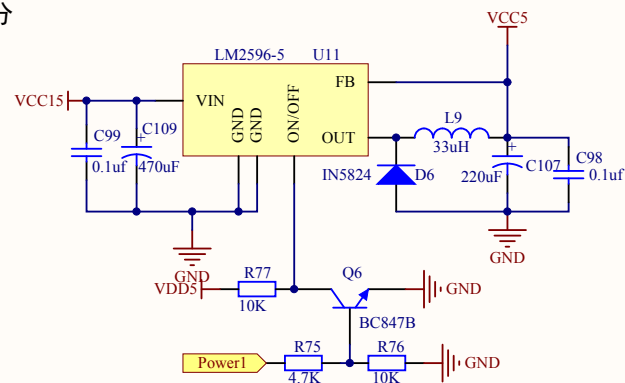 分
VCC5
LM2596-5 U11
VCC15
VIN
GND
GND
ON/OFF
FB
OUT
L9
33uH
C99
0.1uf
C109
+
470uF
IN5824
D6
+
220uF
C107
C98
0.1uf
GND
GND
VDD5
R77
10K
Q6
GND
BC847B
Power1
R75
4.7K
R76
10K
GND